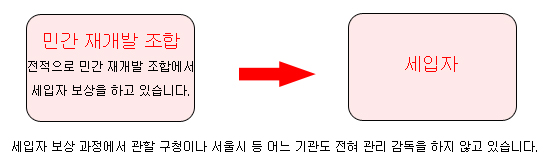 민간 재개발 조합
전적으로 민간 재개발 조합에서
세입자 보상을 하고 있습니다.
세입자
세입자 보상 과정에서 관할 구청이나 서울시 등 어느 기관도 전혀 관리 감독을 하지 않고 있습니다.